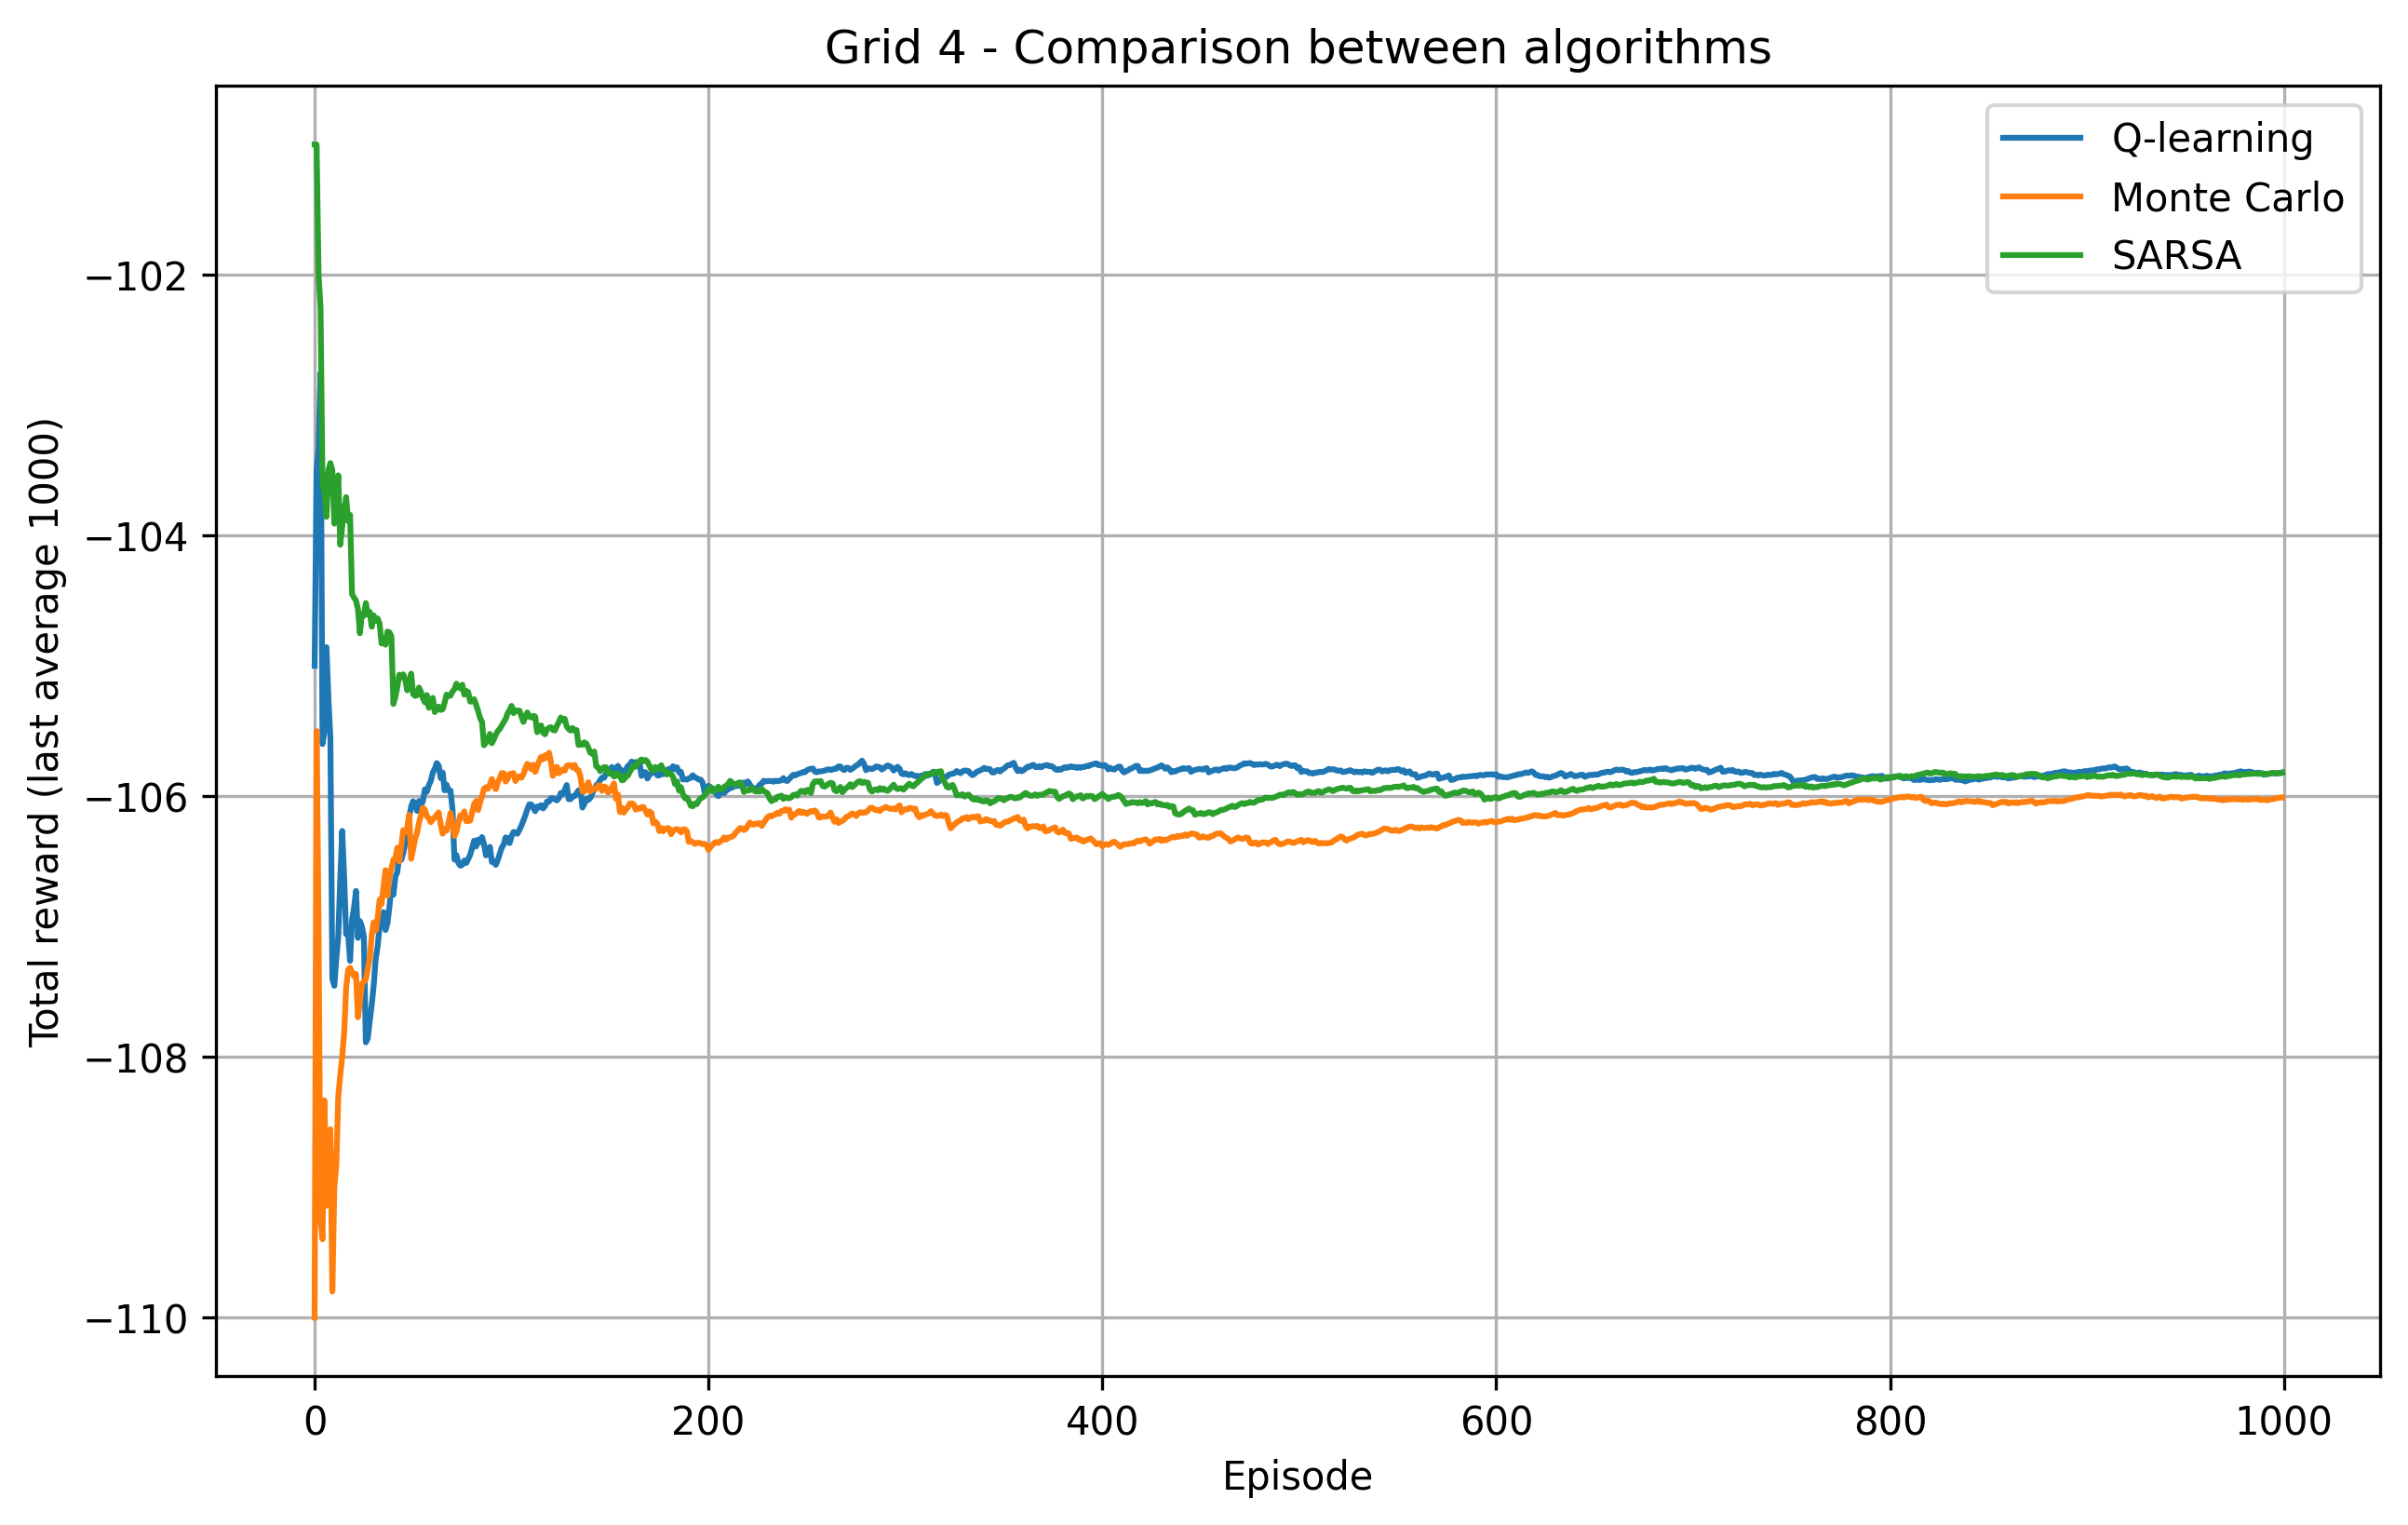 Grid 4 - Comparison between algorithms
Q-learning
Monte Carlo
SARSA
Total reward (last average 1000)
−102
−104
−106
−108
−110
0 200 400 600 800 1000
Episode